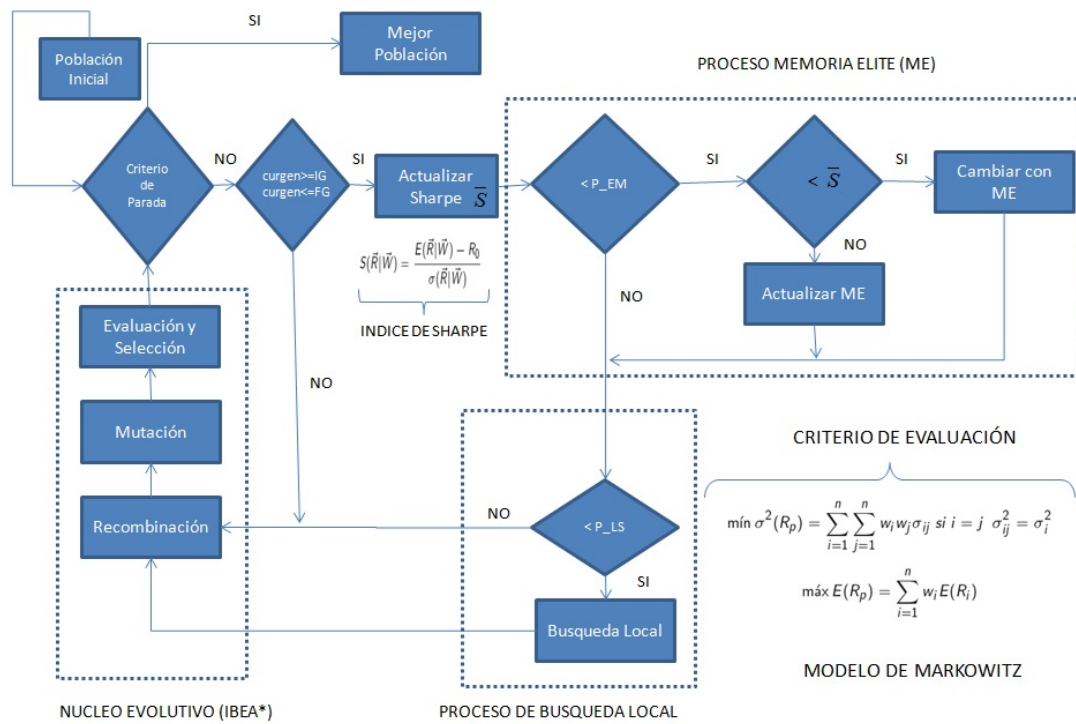 SI
Población
Inicial
Mejor
Población
PROCESO MEMORIA ELITE (ME)
Criterio
de
Parada
NO
curgen>=IG
curgen<=FG
SI
Actualizar
Sharpe S̅
< P_EM
SI
< S̅
SI
Cambiar con
ME
NO
Actualizar ME
NO
S(R⃗|W⃗) = (E(R⃗|W⃗) − R₀) / σ(R⃗|W⃗)
INDICE DE SHARPE
Evaluación y
Selección
Mutación
Recombinación
NO
NO
< P_LS
SI
Busqueda Local
CRITERIO DE EVALUACIÓN
mín σ²(Rₚ) = ∑ᵢ₌₁ⁿ ∑ⱼ₌₁ⁿ wᵢwⱼσᵢⱼ si i = j σᵢⱼ² = σᵢ²
máx E(Rₚ) = ∑ᵢ₌₁ⁿ wᵢE(Rᵢ)
MODELO DE MARKOWITZ
NUCLEO EVOLUTIVO (IBEA*)
PROCESO DE BUSQUEDA LOCAL